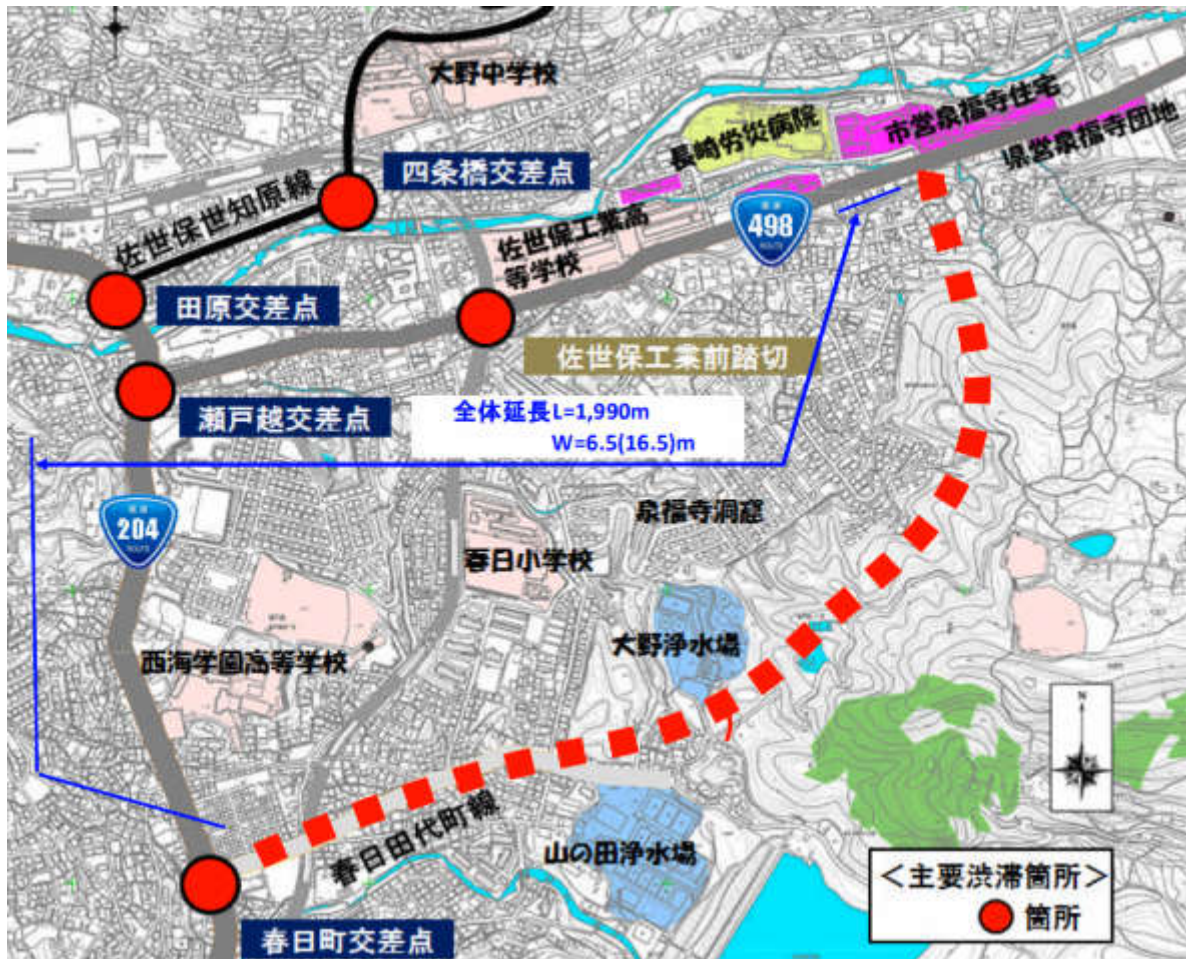 大野中学校
長崎労災病院
市営泉福寺住宅
県営泉福寺団地
四条橋交差点
佐世保世知原線
佐世保工業高
等学校
498
ROUTE
田原交差点
佐世保工業前踏切
瀬戸越交差点
全体延長L=1,990m
W=6.5(16.5)m
204
ROUTE
泉福寺洞窟
春日小学校
大野浄水場
西海学園高等学校
春日田代町線
山の田浄水場
N
<主要渋滞箇所>
箇所
春日町交差点